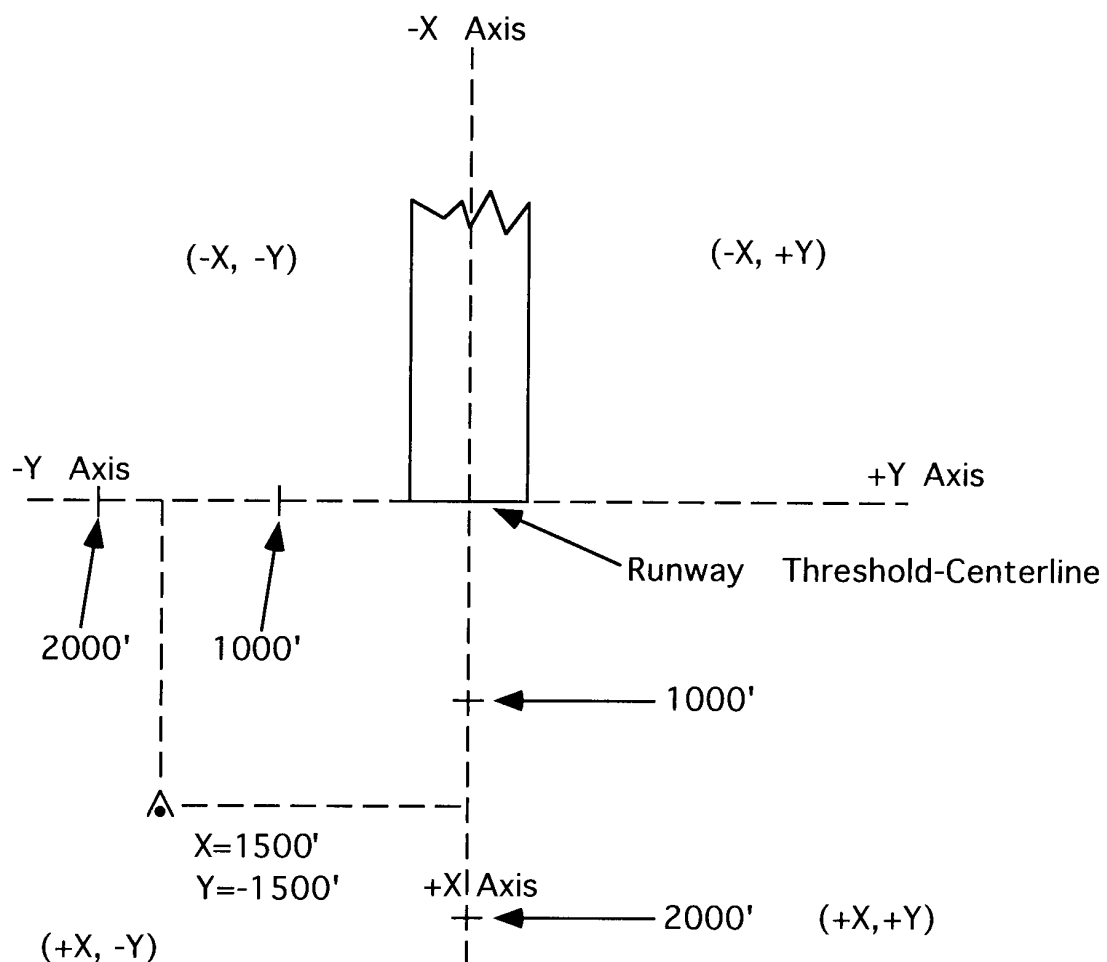 -X Axis
(-X, -Y)
(-X, +Y)
-Y Axis
+Y Axis
Runway Threshold-Centerline
2000'
1000'
1000'
X=1500'
Y=-1500'
+X Axis
2000'
(+X,+Y)
(+X, -Y)